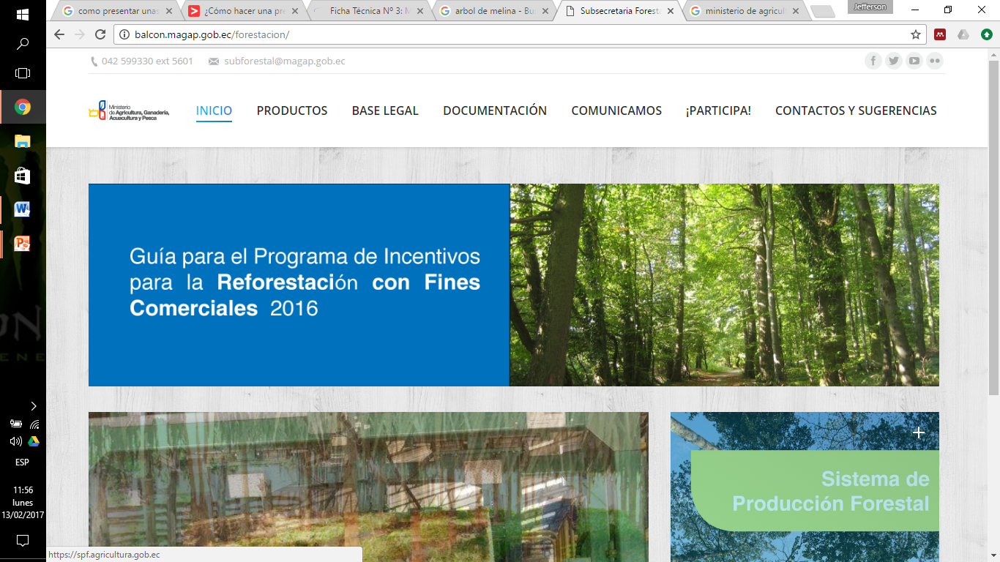 como presentar unas
¿Cómo hacer una pre
Ficha Técnica Nº 3: M
arbol de melina - Bu
Subsecretaria Foresta
ministerio de agricult
Jefferson
balcon.magap.gob.ec/forestacion/
042 599330 ext 5601
subforestal@magap.gob.ec
Ministerio
de Agricultura, Ganadería,
Acuacultura y Pesca
INICIO
PRODUCTOS
BASE LEGAL
DOCUMENTACIÓN
COMUNICAMOS
¡PARTICIPA!
CONTACTOS Y SUGERENCIAS
Guía para el Programa de Incentivos
para la Reforestación con Fines
Comerciales 2016
Sistema de
Producción Forestal
ESP
11:56
lunes
13/02/2017
https://spf.agricultura.gob.ec